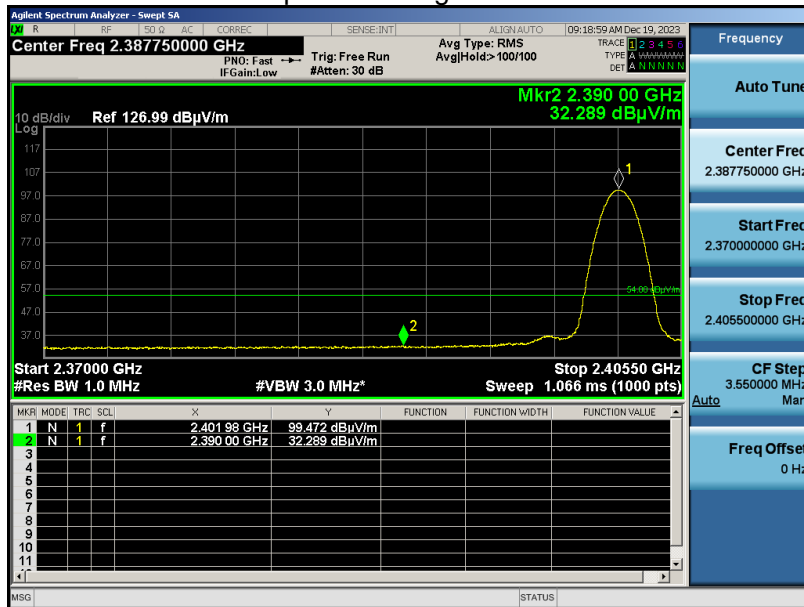 Agilent Spectrum Analyzer - Swept SA
R RF 50 Ω AC CORREC SENSE:INT ALIGN AUTO 09:18:59 AM Dec 19, 2023
Center Freq 2.387750000 GHz
PNO: Fast
IFGain:Low
Trig: Free Run
#Atten: 30 dB
Avg Type: RMS
Avg|Hold:>100/100
TRACE 1 2 3 4 5 6
TYPE A WWWWW
DET A N N N N N
Mkr2 2.390 00 GHz
32.289 dBµV/m
10 dB/div
Log
Ref 126.99 dBµV/m
117
107
97.0
87.0
77.0
67.0
57.0
47.0
37.0
1
2
54.00 dBµV/m
Start 2.37000 GHz Stop 2.40550 GHz
#Res BW 1.0 MHz #VBW 3.0 MHz* Sweep 1.066 ms (1000 pts)
MKR MODE TRC SCL X Y FUNCTION FUNCTION WIDTH FUNCTION VALUE
1 N 1 f 2.401 98 GHz 99.472 dBµV/m
2 N 1 f 2.390 00 GHz 32.289 dBµV/m
3
4
5
6
7
8
9
10
11
MSG STATUS
Frequency
Auto Tune
Center Freq
2.387750000 GHz
Start Freq
2.370000000 GHz
Stop Freq
2.405500000 GHz
CF Step
3.550000 MHz
Auto Man
Freq Offset
0 Hz